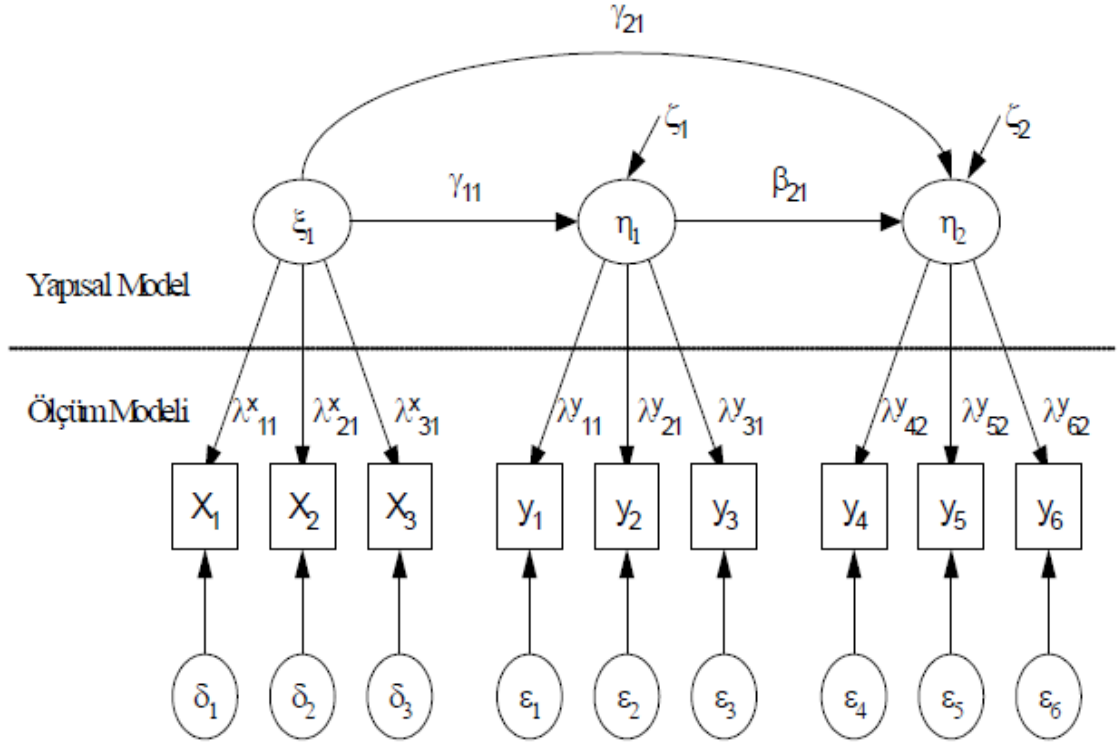 γ21
ζ1 ζ2
γ11 β21
ξ1 η1 η2
Yapısal Model
Ölçüm Modeli
λx11 λx21 λx31 λy11 λy21 λy31 λy42 λy52 λy62
X1 X2 X3 y1 y2 y3 y4 y5 y6
δ1 δ2 δ3 ε1 ε2 ε3 ε4 ε5 ε6